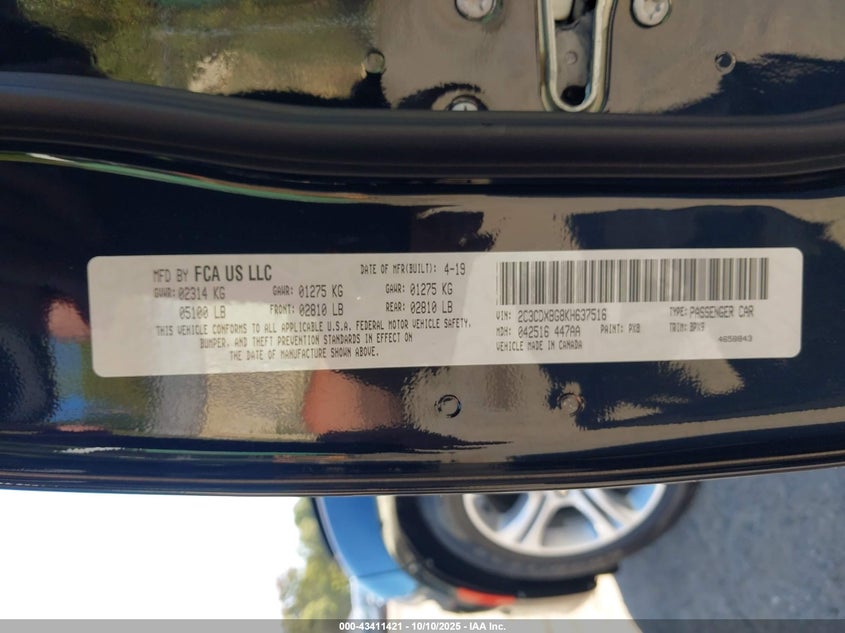 MFD BY FCA US LLC DATE OF MFR(BUILT): 4-19
GVWR: 02314 KG GAWR: 01275 KG GAWR: 01275 KG
05100 LB FRONT: 02810 LB REAR: 02810 LB
THIS VEHICLE CONFORMS TO ALL APPLICABLE U.S.A. FEDERAL MOTOR VEHICLE SAFETY,
BUMPER, AND THEFT PREVENTION STANDARDS IN EFFECT ON
THE DATE OF MANUFACTURE SHOWN ABOVE.
VIN: 2C3CDXBG8KH637516 TYPE: PASSENGER CAR
MDH: 042516 447AA PAINT: PX8 TRIM: BPX9
VEHICLE MADE IN CANADA 4658843
000-43411421 - 10/10/2025 - IAA Inc.